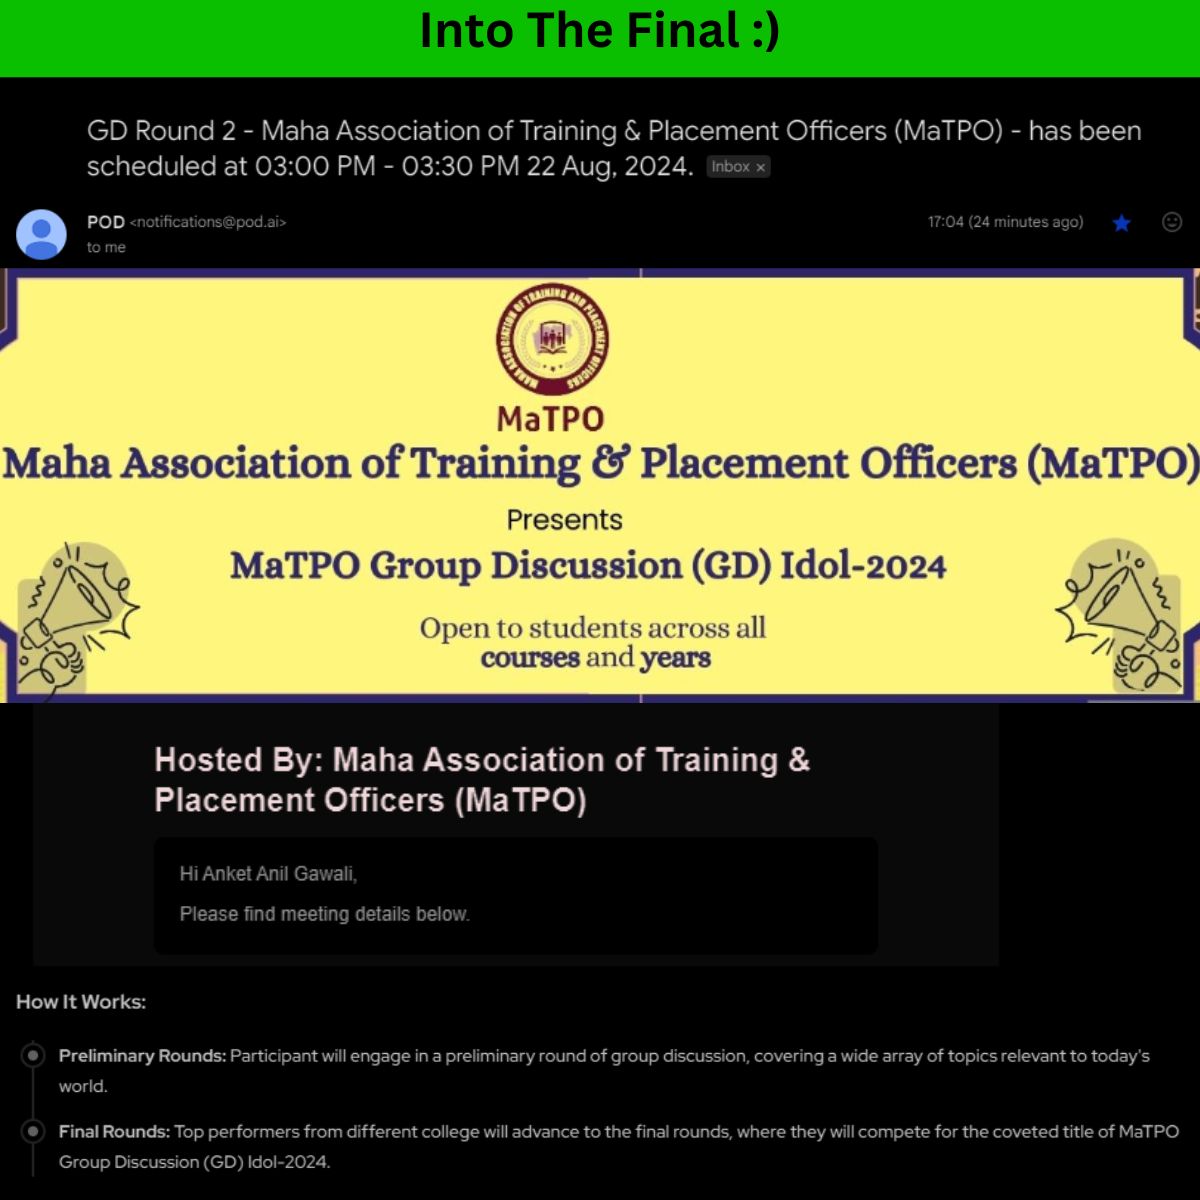 Into The Final :)
GD Round 2 - Maha Association of Training & Placement Officers (MaTPO) - has been
scheduled at 03:00 PM - 03:30 PM 22 Aug, 2024. Inbox ×
POD <notifications@pod.ai> 17:04 (24 minutes ago)
to me
MAHA ASSOCIATION OF TRAINING AND PLACEMENT OFFICERS
MaTPO
Maha Association of Training & Placement Officers (MaTPO)
Presents
MaTPO Group Discussion (GD) Idol-2024
Open to students across all
courses and years
Hosted By: Maha Association of Training &
Placement Officers (MaTPO)
Hi Anket Anil Gawali,
Please find meeting details below.
How It Works:
Preliminary Rounds: Participant will engage in a preliminary round of group discussion, covering a wide array of topics relevant to today's
world.
Final Rounds: Top performers from different college will advance to the final rounds, where they will compete for the coveted title of MaTPO
Group Discussion (GD) Idol-2024.